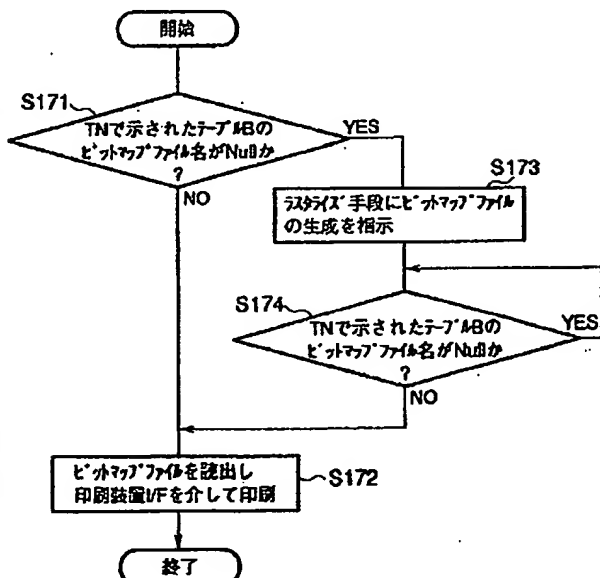 開始
S171
TNで示されたテーブルBの
ビットマップファイル名がNullか
?
YES
NO
S173
ラスタライズ手段にビットマップファイル
の生成を指示
S174
TNで示されたテーブルBの
ビットマップファイル名がNullか
?
YES
NO
ビットマップファイルを読出し
印刷装置I/Fを介して印刷
S172
終了